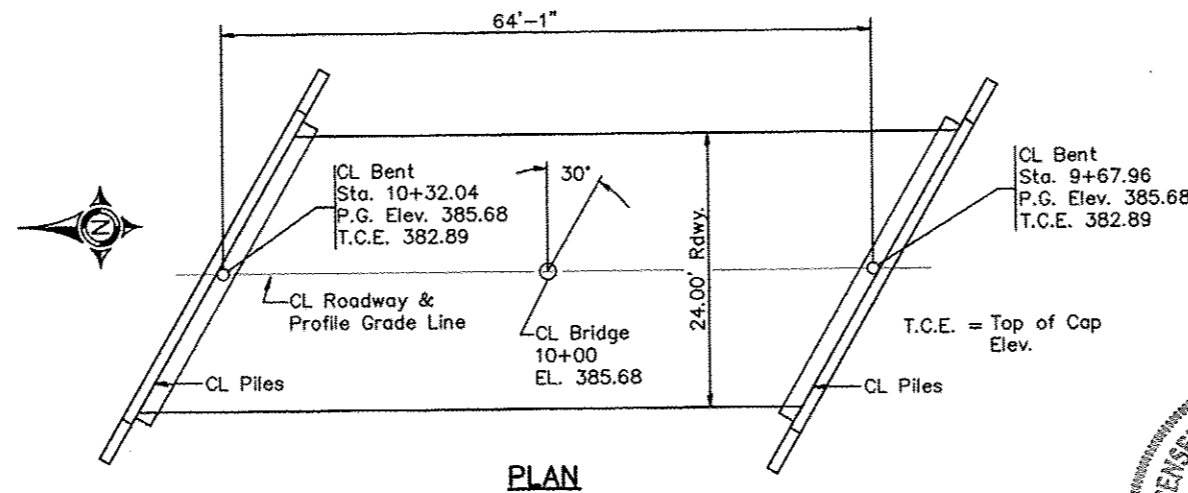 64'-1"
CL Bent
Sta. 10+32.04
P.G. Elev. 385.68
T.C.E. 382.89
30°
CL Bent
Sta. 9+67.96
P.G. Elev. 385.68
T.C.E. 382.89
N
24.00' Rdwy.
CL Roadway &
Profile Grade Line
CL Bridge
10+00
EL. 385.68
T.C.E. = Top of Cap
Elev.
CL Piles
CL Piles
PLAN